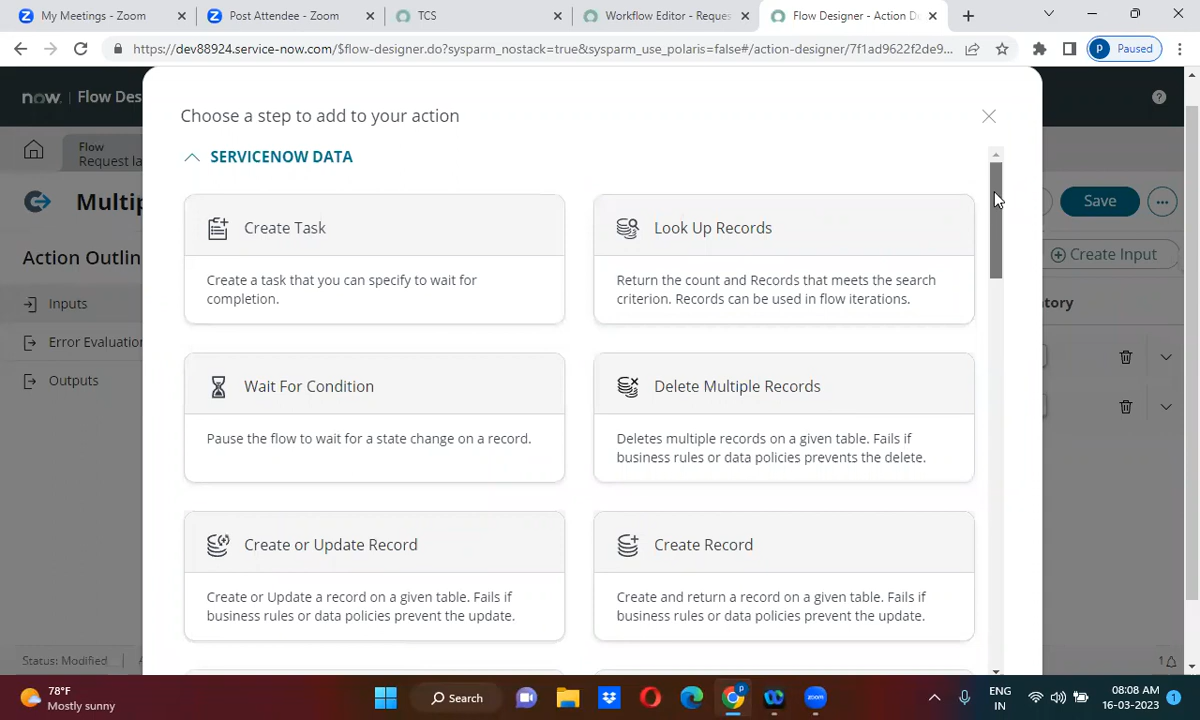 My Meetings - Zoom
Post Attendee - Zoom
TCS
Workflow Editor - Reques
Flow Designer - Action De
https://dev88924.service-now.com/$flow-designer.do?sysparm_nostack=true&sysparm_use_polaris=false#/action-designer/7f1ad9622f2de9...
P Paused
now. Flow Des
Choose a step to add to your action
Flow
Request la
SERVICENOW DATA
Multip
Save
Create Task
Look Up Records
Action Outlin
Create Input
Create a task that you can specify to wait for
completion.
Return the count and Records that meets the search
criterion. Records can be used in flow iterations.
Inputs
tory
Error Evaluation
Outputs
Wait For Condition
Delete Multiple Records
Pause the flow to wait for a state change on a record.
Deletes multiple records on a given table. Fails if
business rules or data policies prevents the delete.
Create or Update Record
Create Record
Create or Update a record on a given table. Fails if
business rules or data policies prevent the update.
Create and return a record on a given table. Fails if
business rules or data policies prevent the update.
Status: Modified
A
1
78°F
Mostly sunny
Search
P
zoom
ENG
IN
08:08 AM
16-03-2023
1